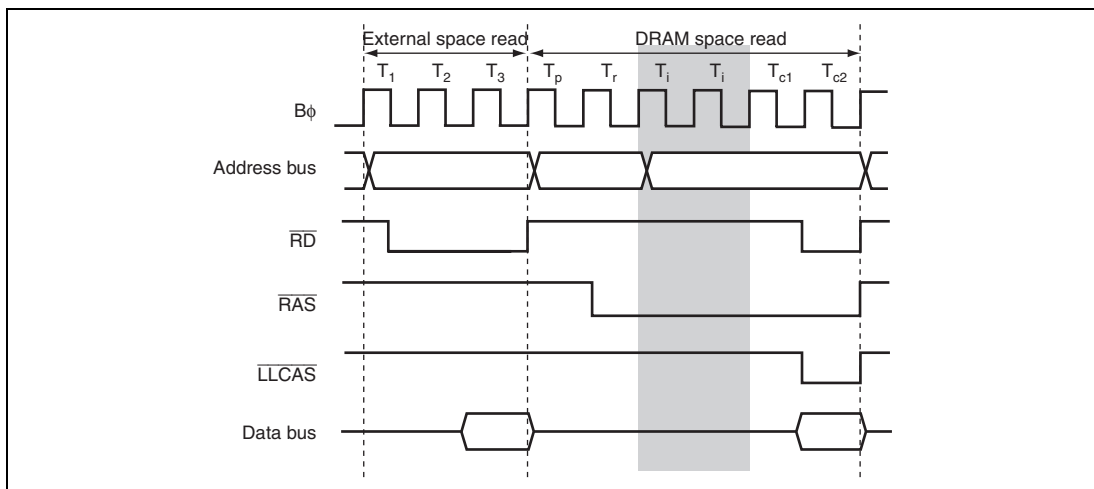 External space read DRAM space read
T1 T2 T3 Tp Tr Ti Ti Tc1 Tc2
Bϕ
Address bus
RD
RAS
LLCAS
Data bus